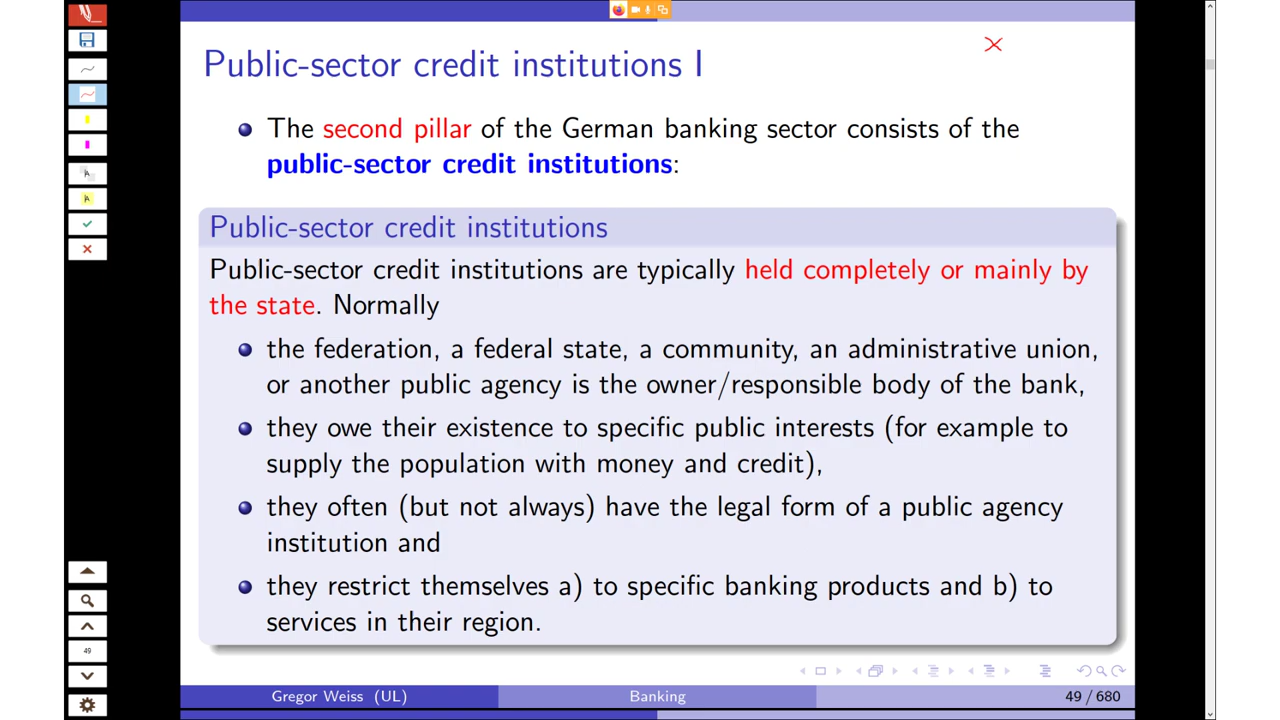 Public-sector credit institutions I
The second pillar of the German banking sector consists of the
public-sector credit institutions:
Public-sector credit institutions
Public-sector credit institutions are typically held completely or mainly by
the state. Normally
the federation, a federal state, a community, an administrative union,
or another public agency is the owner/responsible body of the bank,
they owe their existence to specific public interests (for example to
supply the population with money and credit),
they often (but not always) have the legal form of a public agency
institution and
they restrict themselves a) to specific banking products and b) to
services in their region.
49
Gregor Weiss (UL) Banking 49 / 680